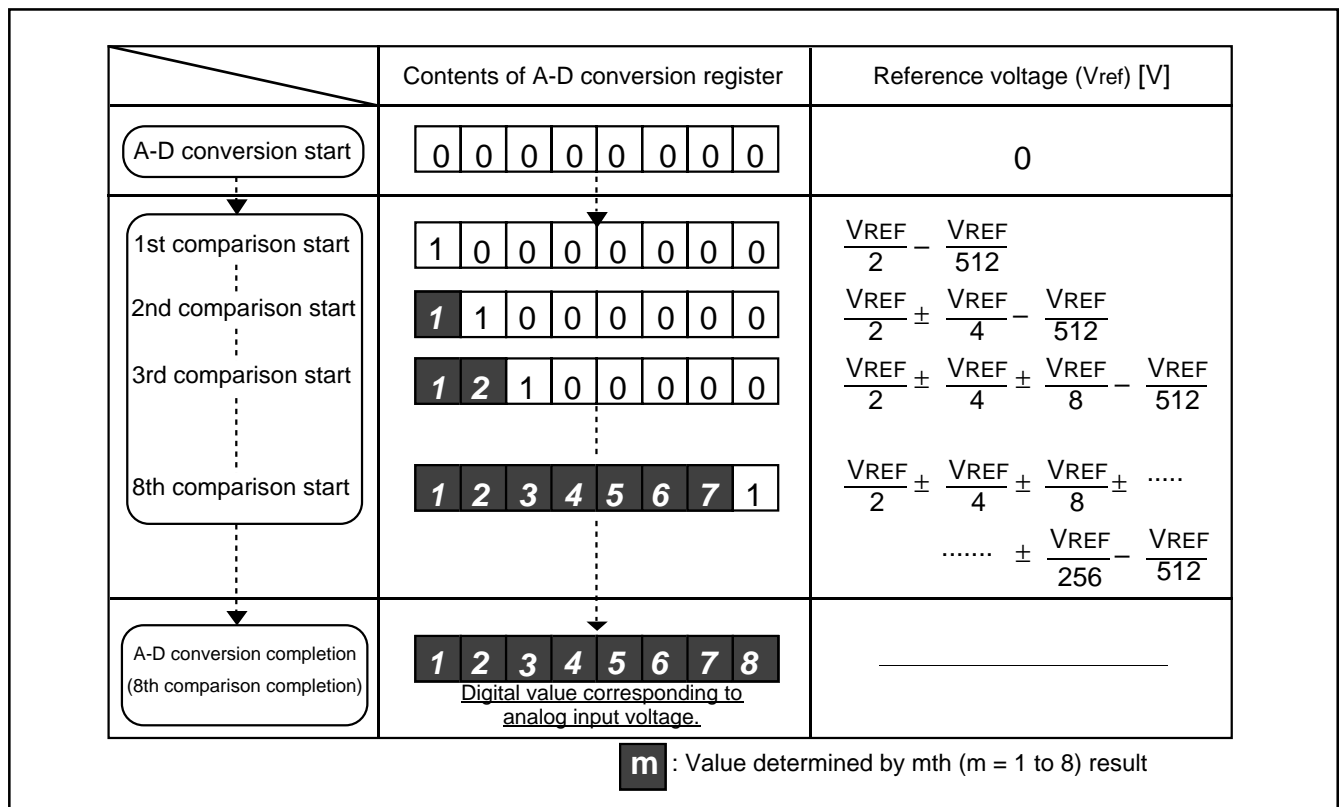 Contents of A-D conversion register
Reference voltage (Vref) [V]
A-D conversion start
0 0 0 0 0 0 0 0
0
1st comparison start
1 0 0 0 0 0 0 0
VREF/2 – VREF/512
2nd comparison start
1 1 0 0 0 0 0 0
VREF/2 ± VREF/4 – VREF/512
3rd comparison start
1 2 1 0 0 0 0 0
VREF/2 ± VREF/4 ± VREF/8 – VREF/512
8th comparison start
1 2 3 4 5 6 7 1
VREF/2 ± VREF/4 ± VREF/8 ± .....
....... ± VREF/256 – VREF/512
A-D conversion completion
(8th comparison completion)
1 2 3 4 5 6 7 8
Digital value corresponding to
analog input voltage.
m : Value determined by mth (m = 1 to 8) result